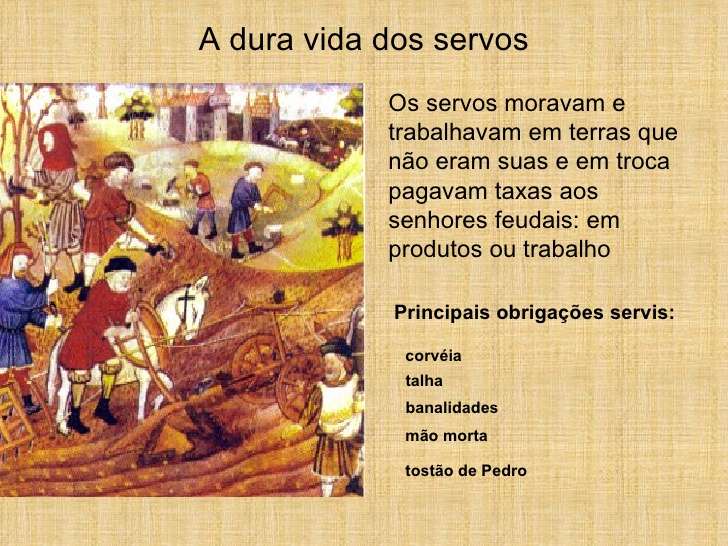 A dura vida dos servos
Os servos moravam e
trabalhavam em terras que
não eram suas e em troca
pagavam taxas aos
senhores feudais: em
produtos ou trabalho
Principais obrigações servis:
corvéia
talha
banalidades
mão morta
tostão de Pedro